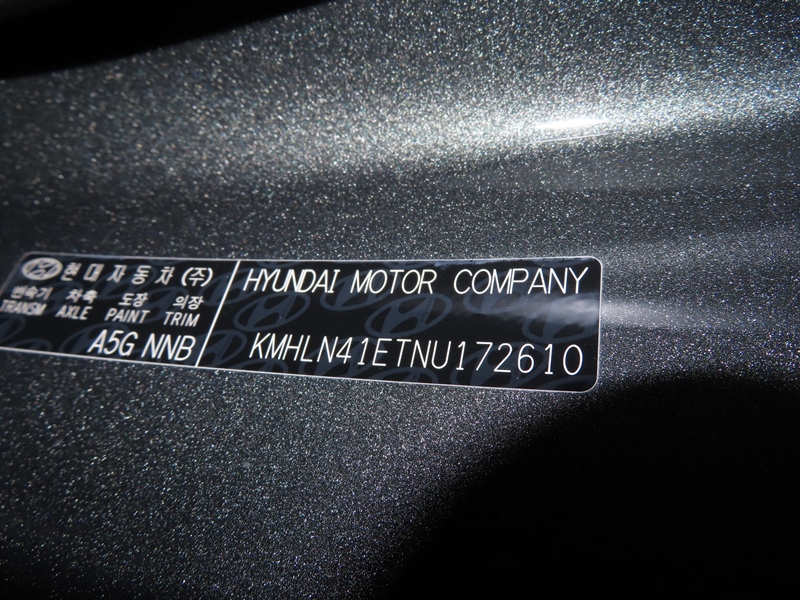 현대자동차(주)
변속기 차축 도장 의장
TRANSM AXLE PAINT TRIM
A5G NNB
HYUNDAI MOTOR COMPANY
KMHLN41ETNU172610